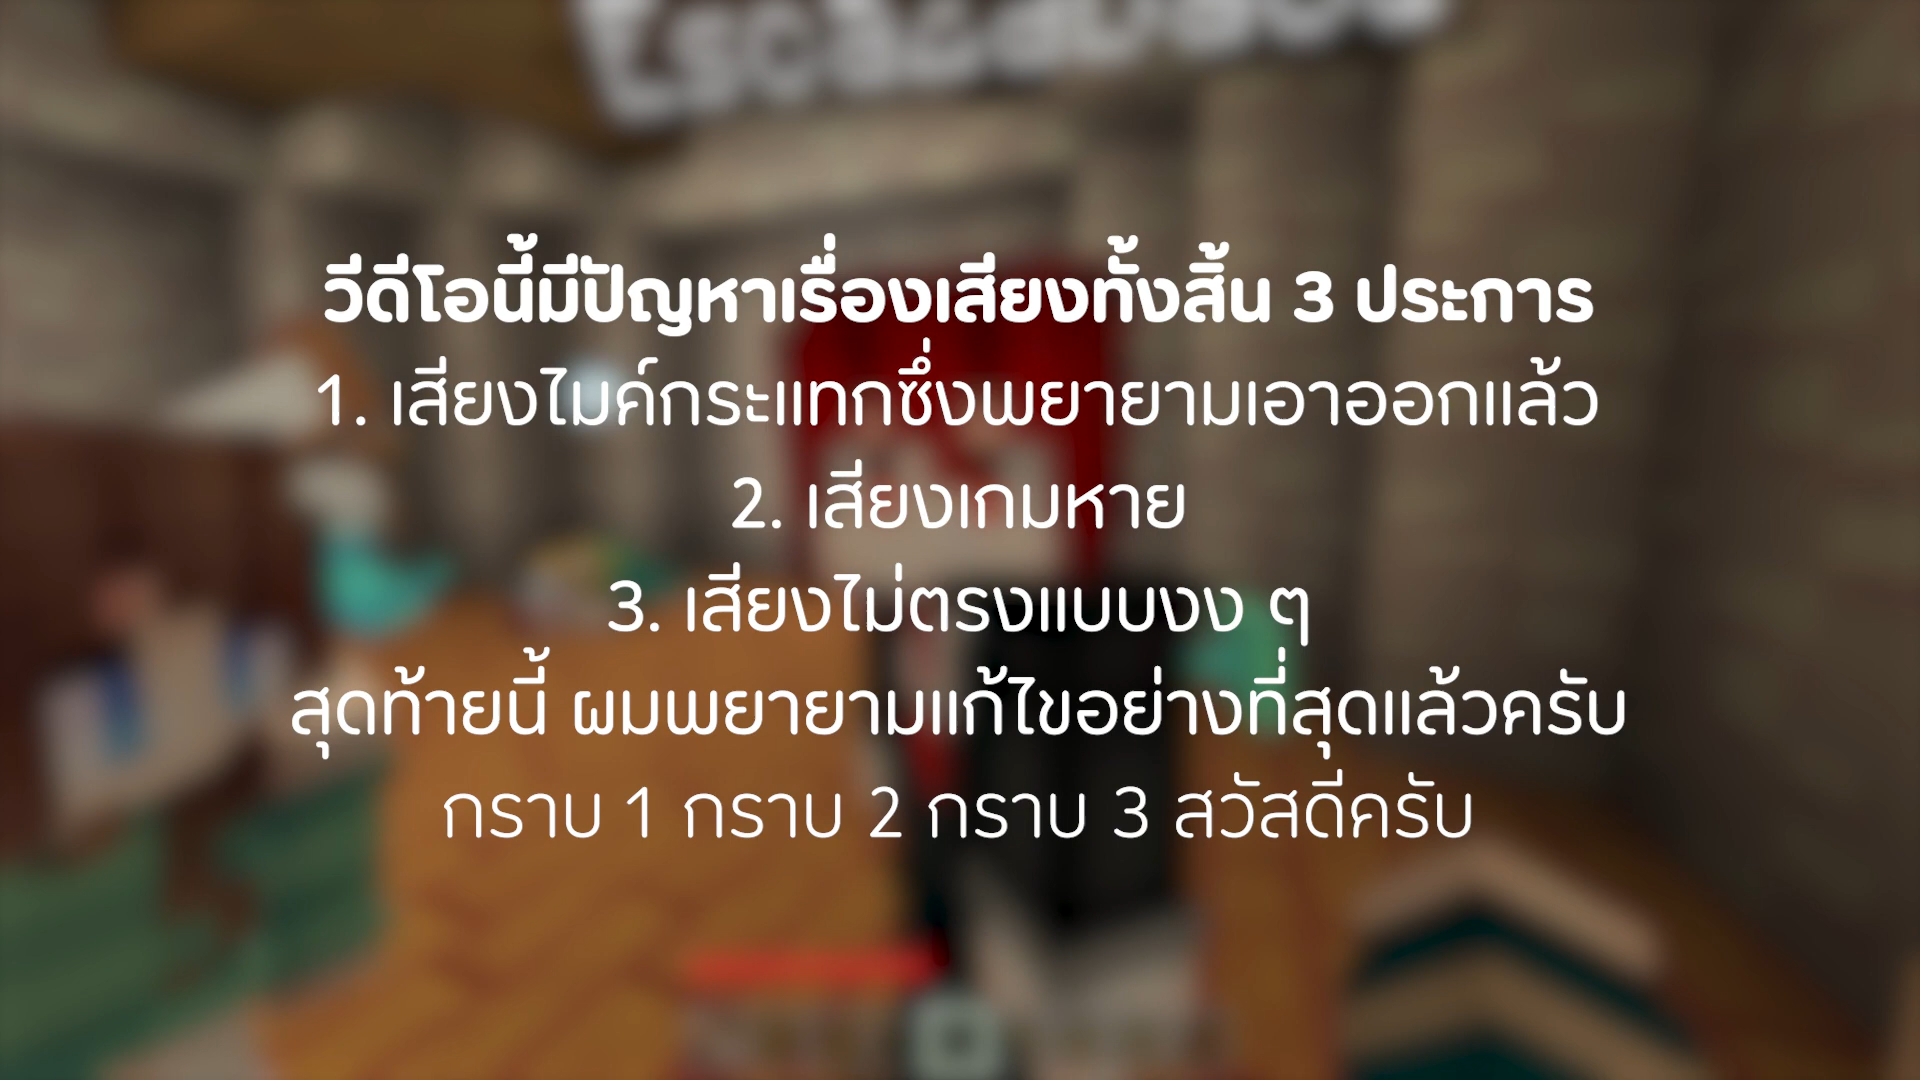 วีดีโอนี้มีปัญหาเรื่องเสียงทั้งสิ้น 3 ประการ
1. เสียงไมค์กระแทกซึ่งพยายามเอาออกแล้ว
2. เสียงเกมหาย
3. เสียงไม่ตรงแบบงง ๆ
สุดท้ายนี้ ผมพยายามแก้ไขอย่างที่สุดแล้วครับ
กราบ 1 กราบ 2 กราบ 3 สวัสดีครับ